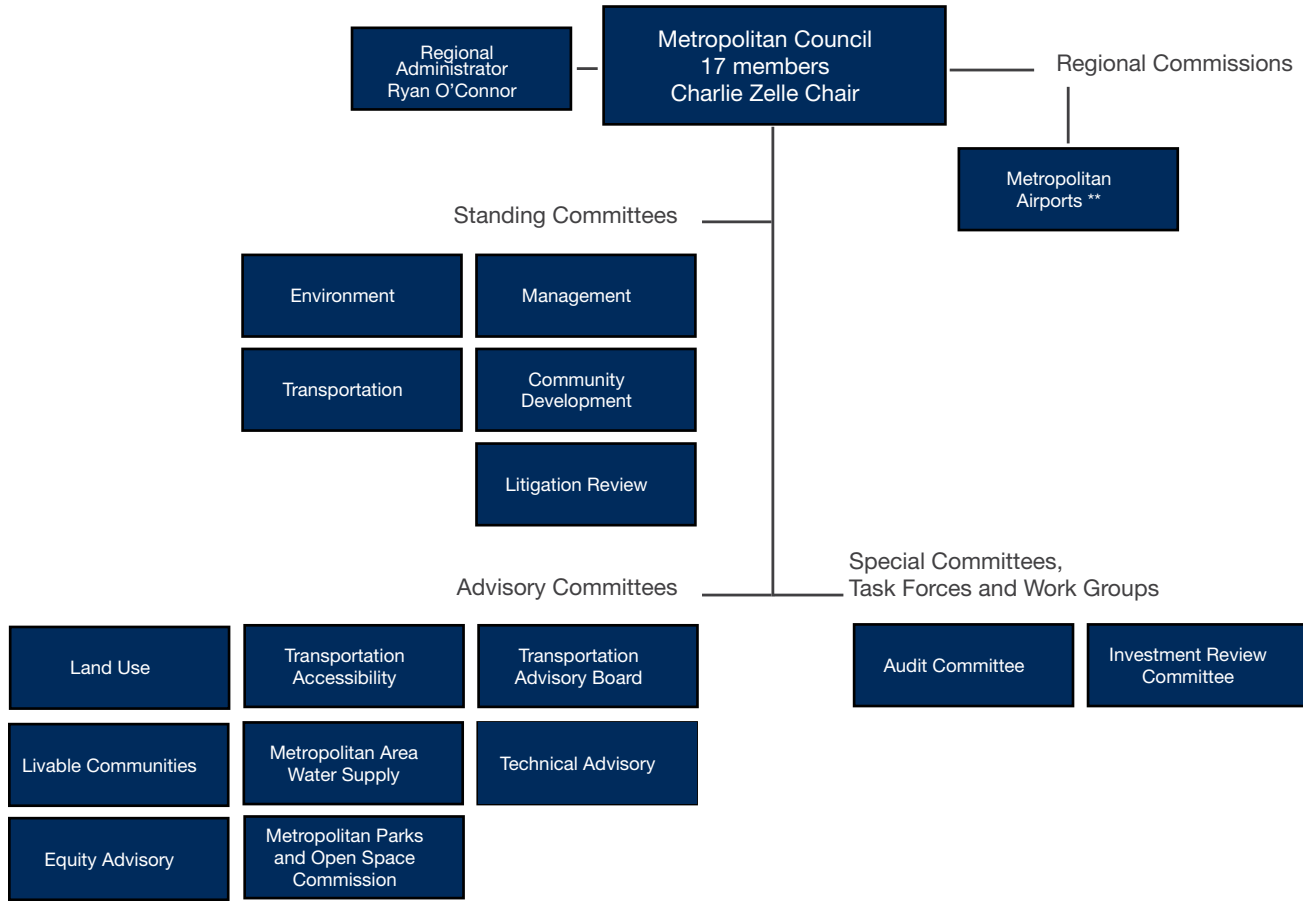 Regional
Administrator
Ryan O’Connor
Metropolitan Council
17 members
Charlie Zelle Chair
Regional Commissions
Metropolitan
Airports **
Standing Committees
Environment
Management
Transportation
Community
Development
Litigation Review
Advisory Committees
Special Committees,
Task Forces and Work Groups
Land Use
Transportation
Accessibility
Transportation
Advisory Board
Audit Committee
Investment Review
Committee
Livable Communities
Metropolitan Area
Water Supply
Technical Advisory
Equity Advisory
Metropolitan Parks
and Open Space
Commission